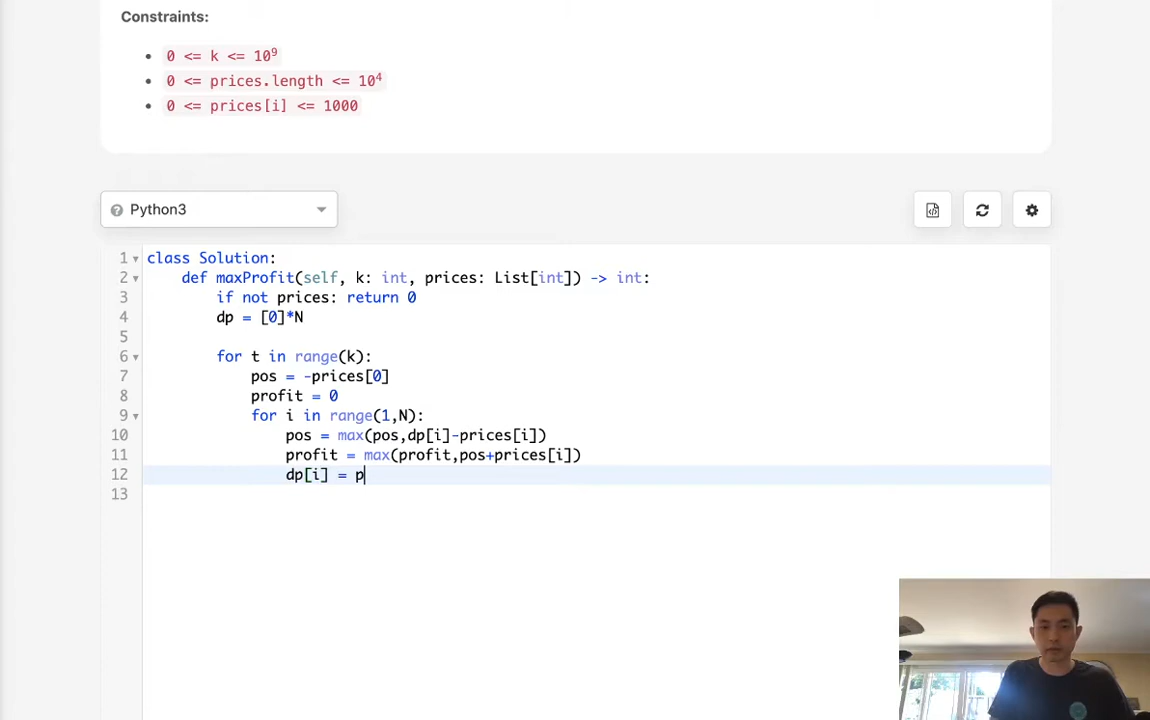 Constraints:
• 0 <= k <= 10⁹
• 0 <= prices.length <= 10⁴
• 0 <= prices[i] <= 1000
Python3
1 class Solution:
2     def maxProfit(self, k: int, prices: List[int]) -> int:
3         if not prices: return 0
4         dp = [0]*N
5
6         for t in range(k):
7             pos = -prices[0]
8             profit = 0
9             for i in range(1,N):
10                 pos = max(pos,dp[i]-prices[i])
11                 profit = max(profit,pos+prices[i])
12                 dp[i] = p
13